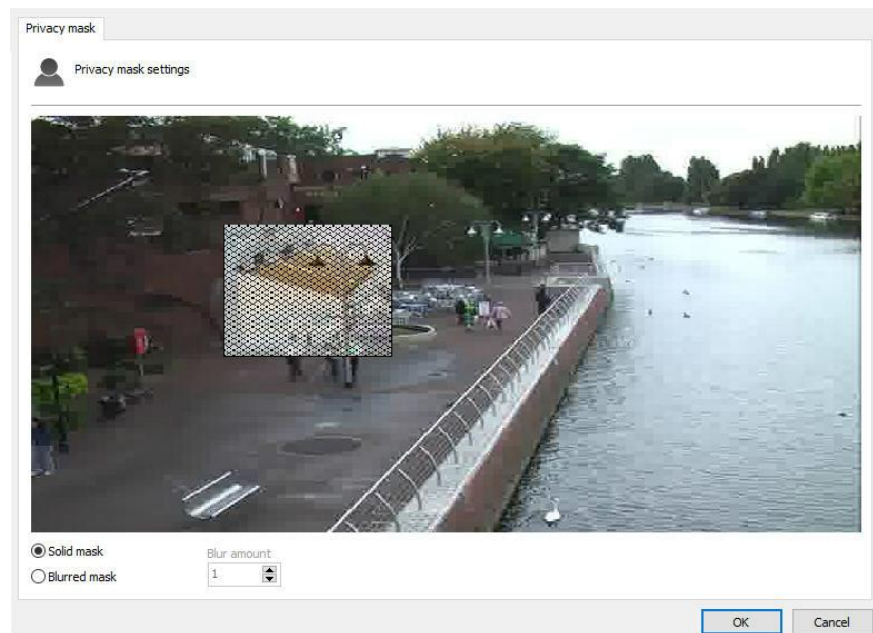 Privacy mask
Privacy mask settings
Solid mask
Blur amount
Blurred mask
1
OK
Cancel